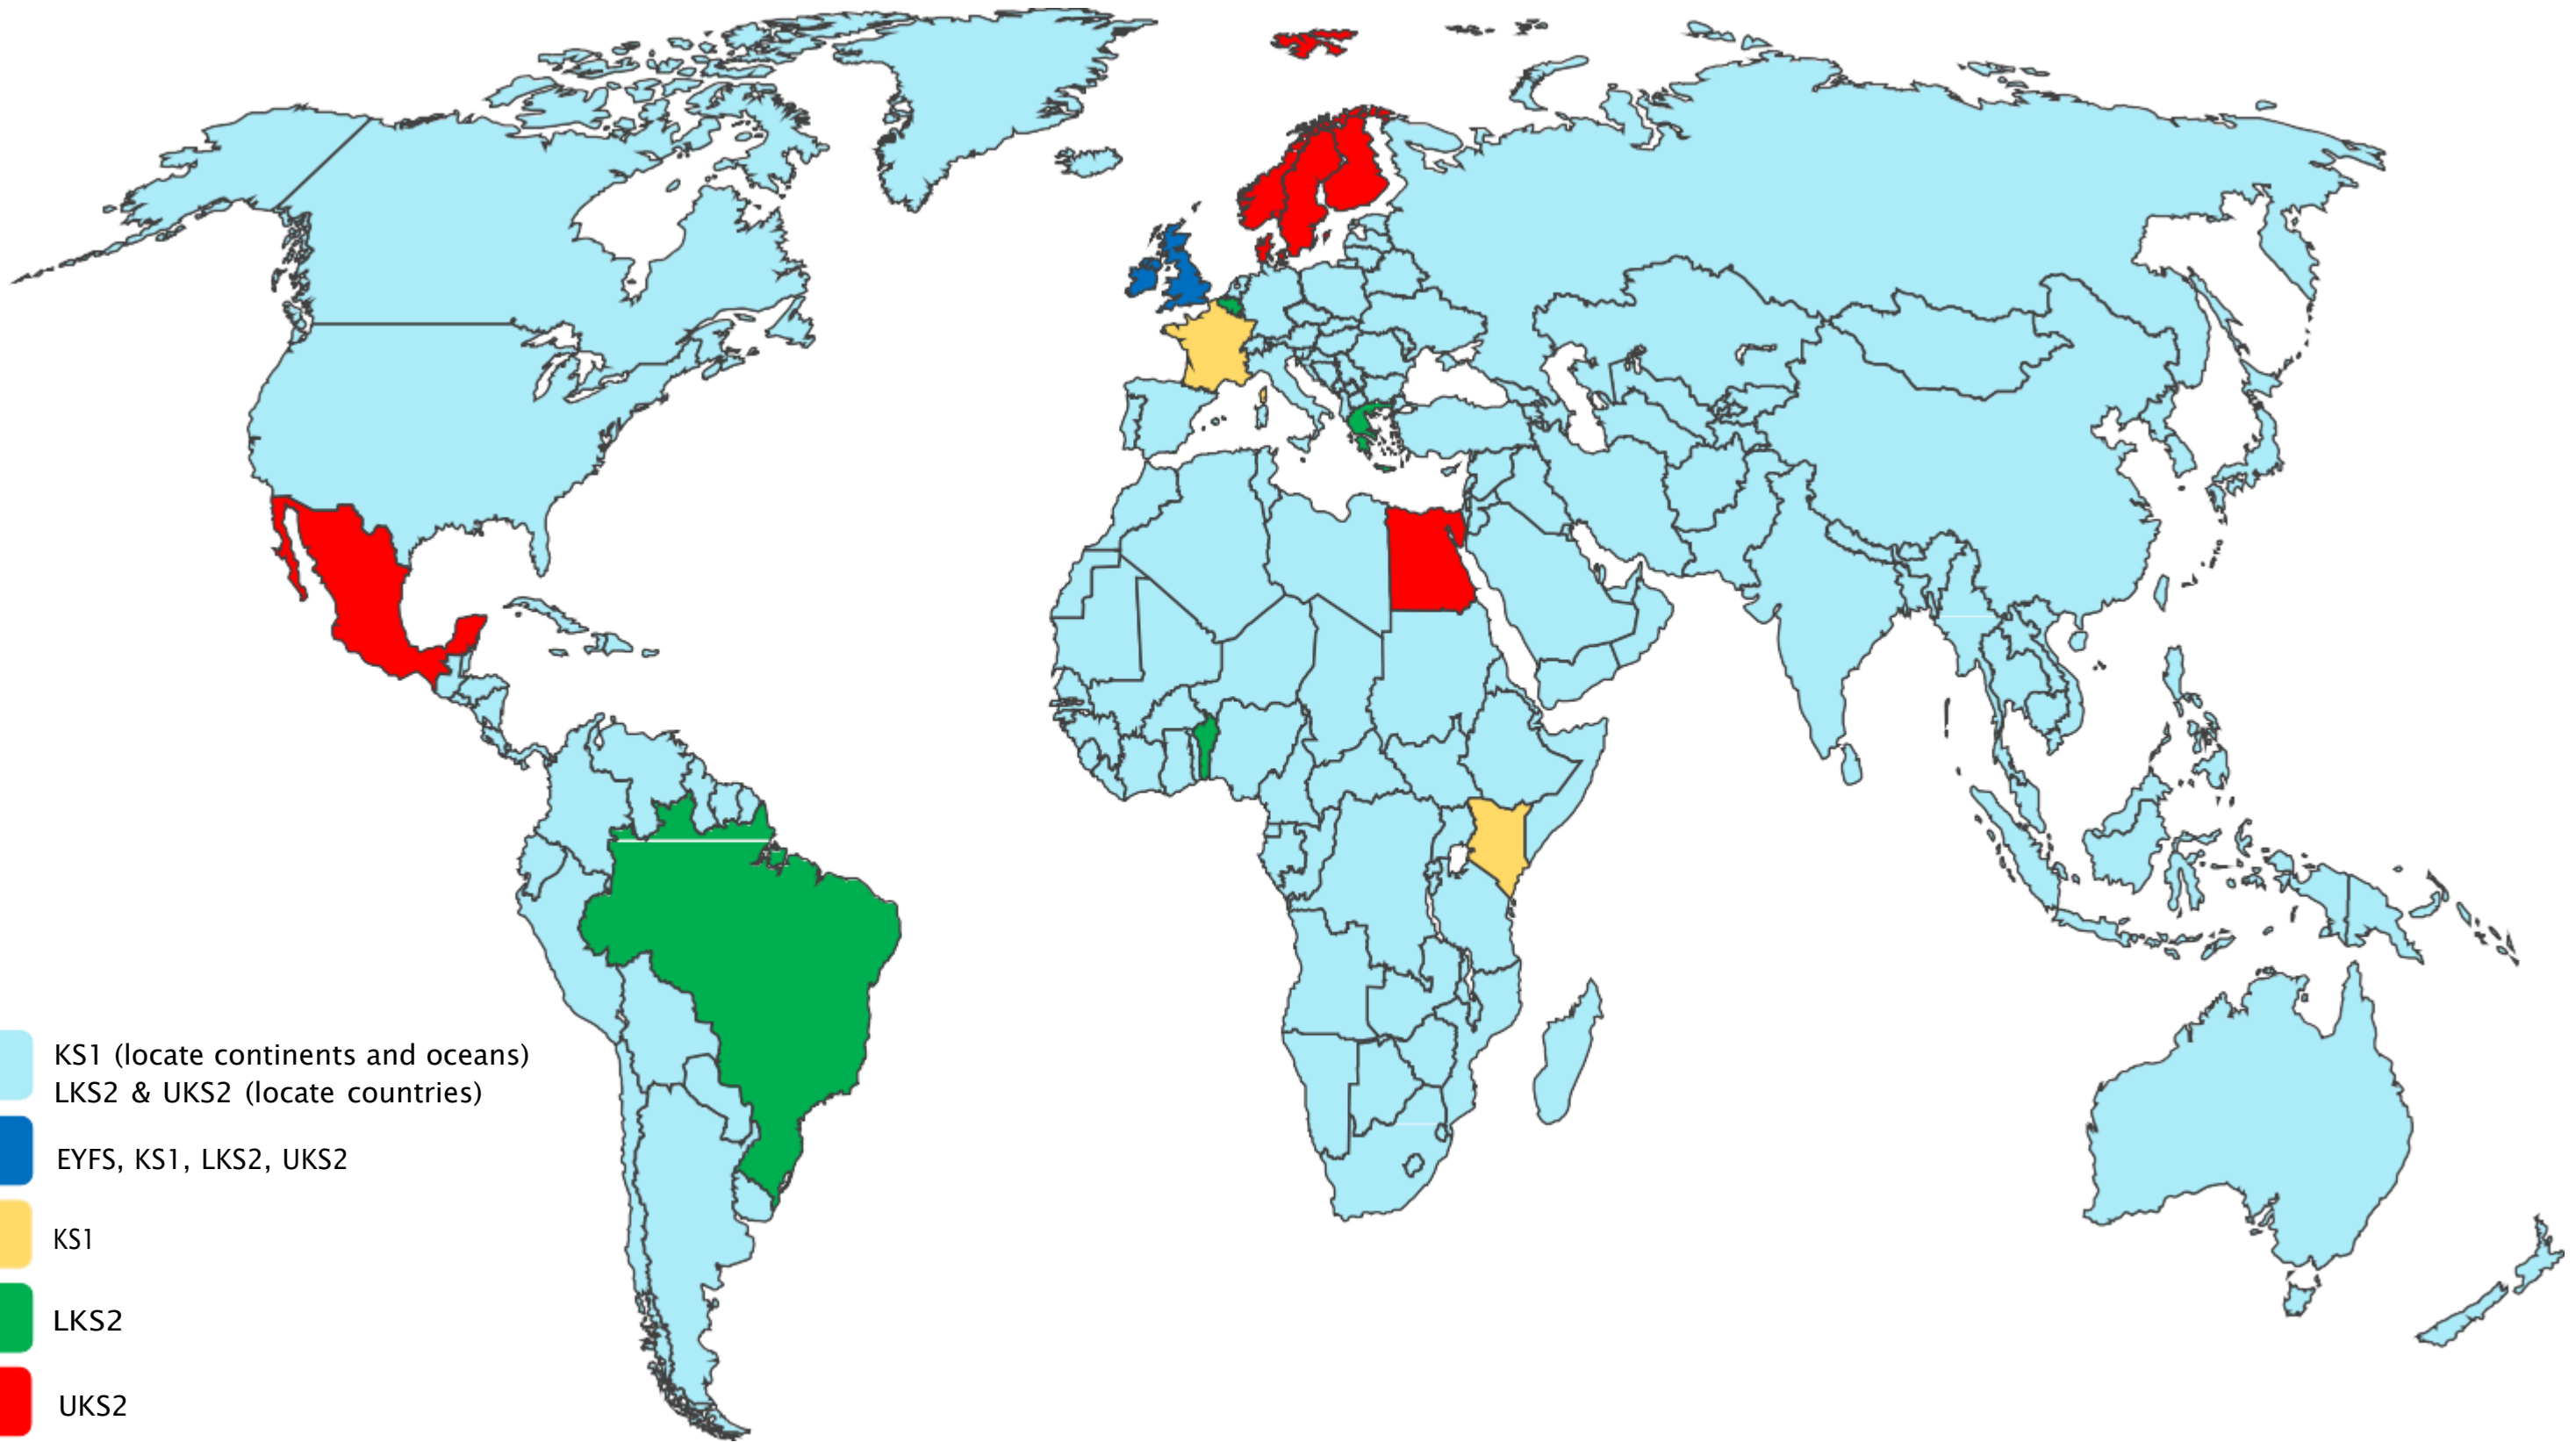 KS1 (locate continents and oceans)
LKS2 & UKS2 (locate countries)
EYFS, KS1, LKS2, UKS2
KS1
LKS2
UKS2